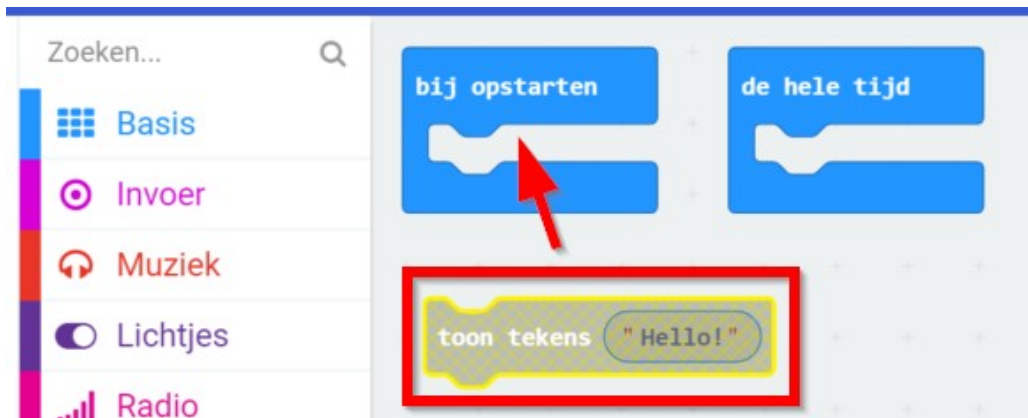 Zoeken...
Basis
Invoer
Muziek
Lichtjes
Radio
bij opstarten
de hele tijd
toon tekens "Hello!"